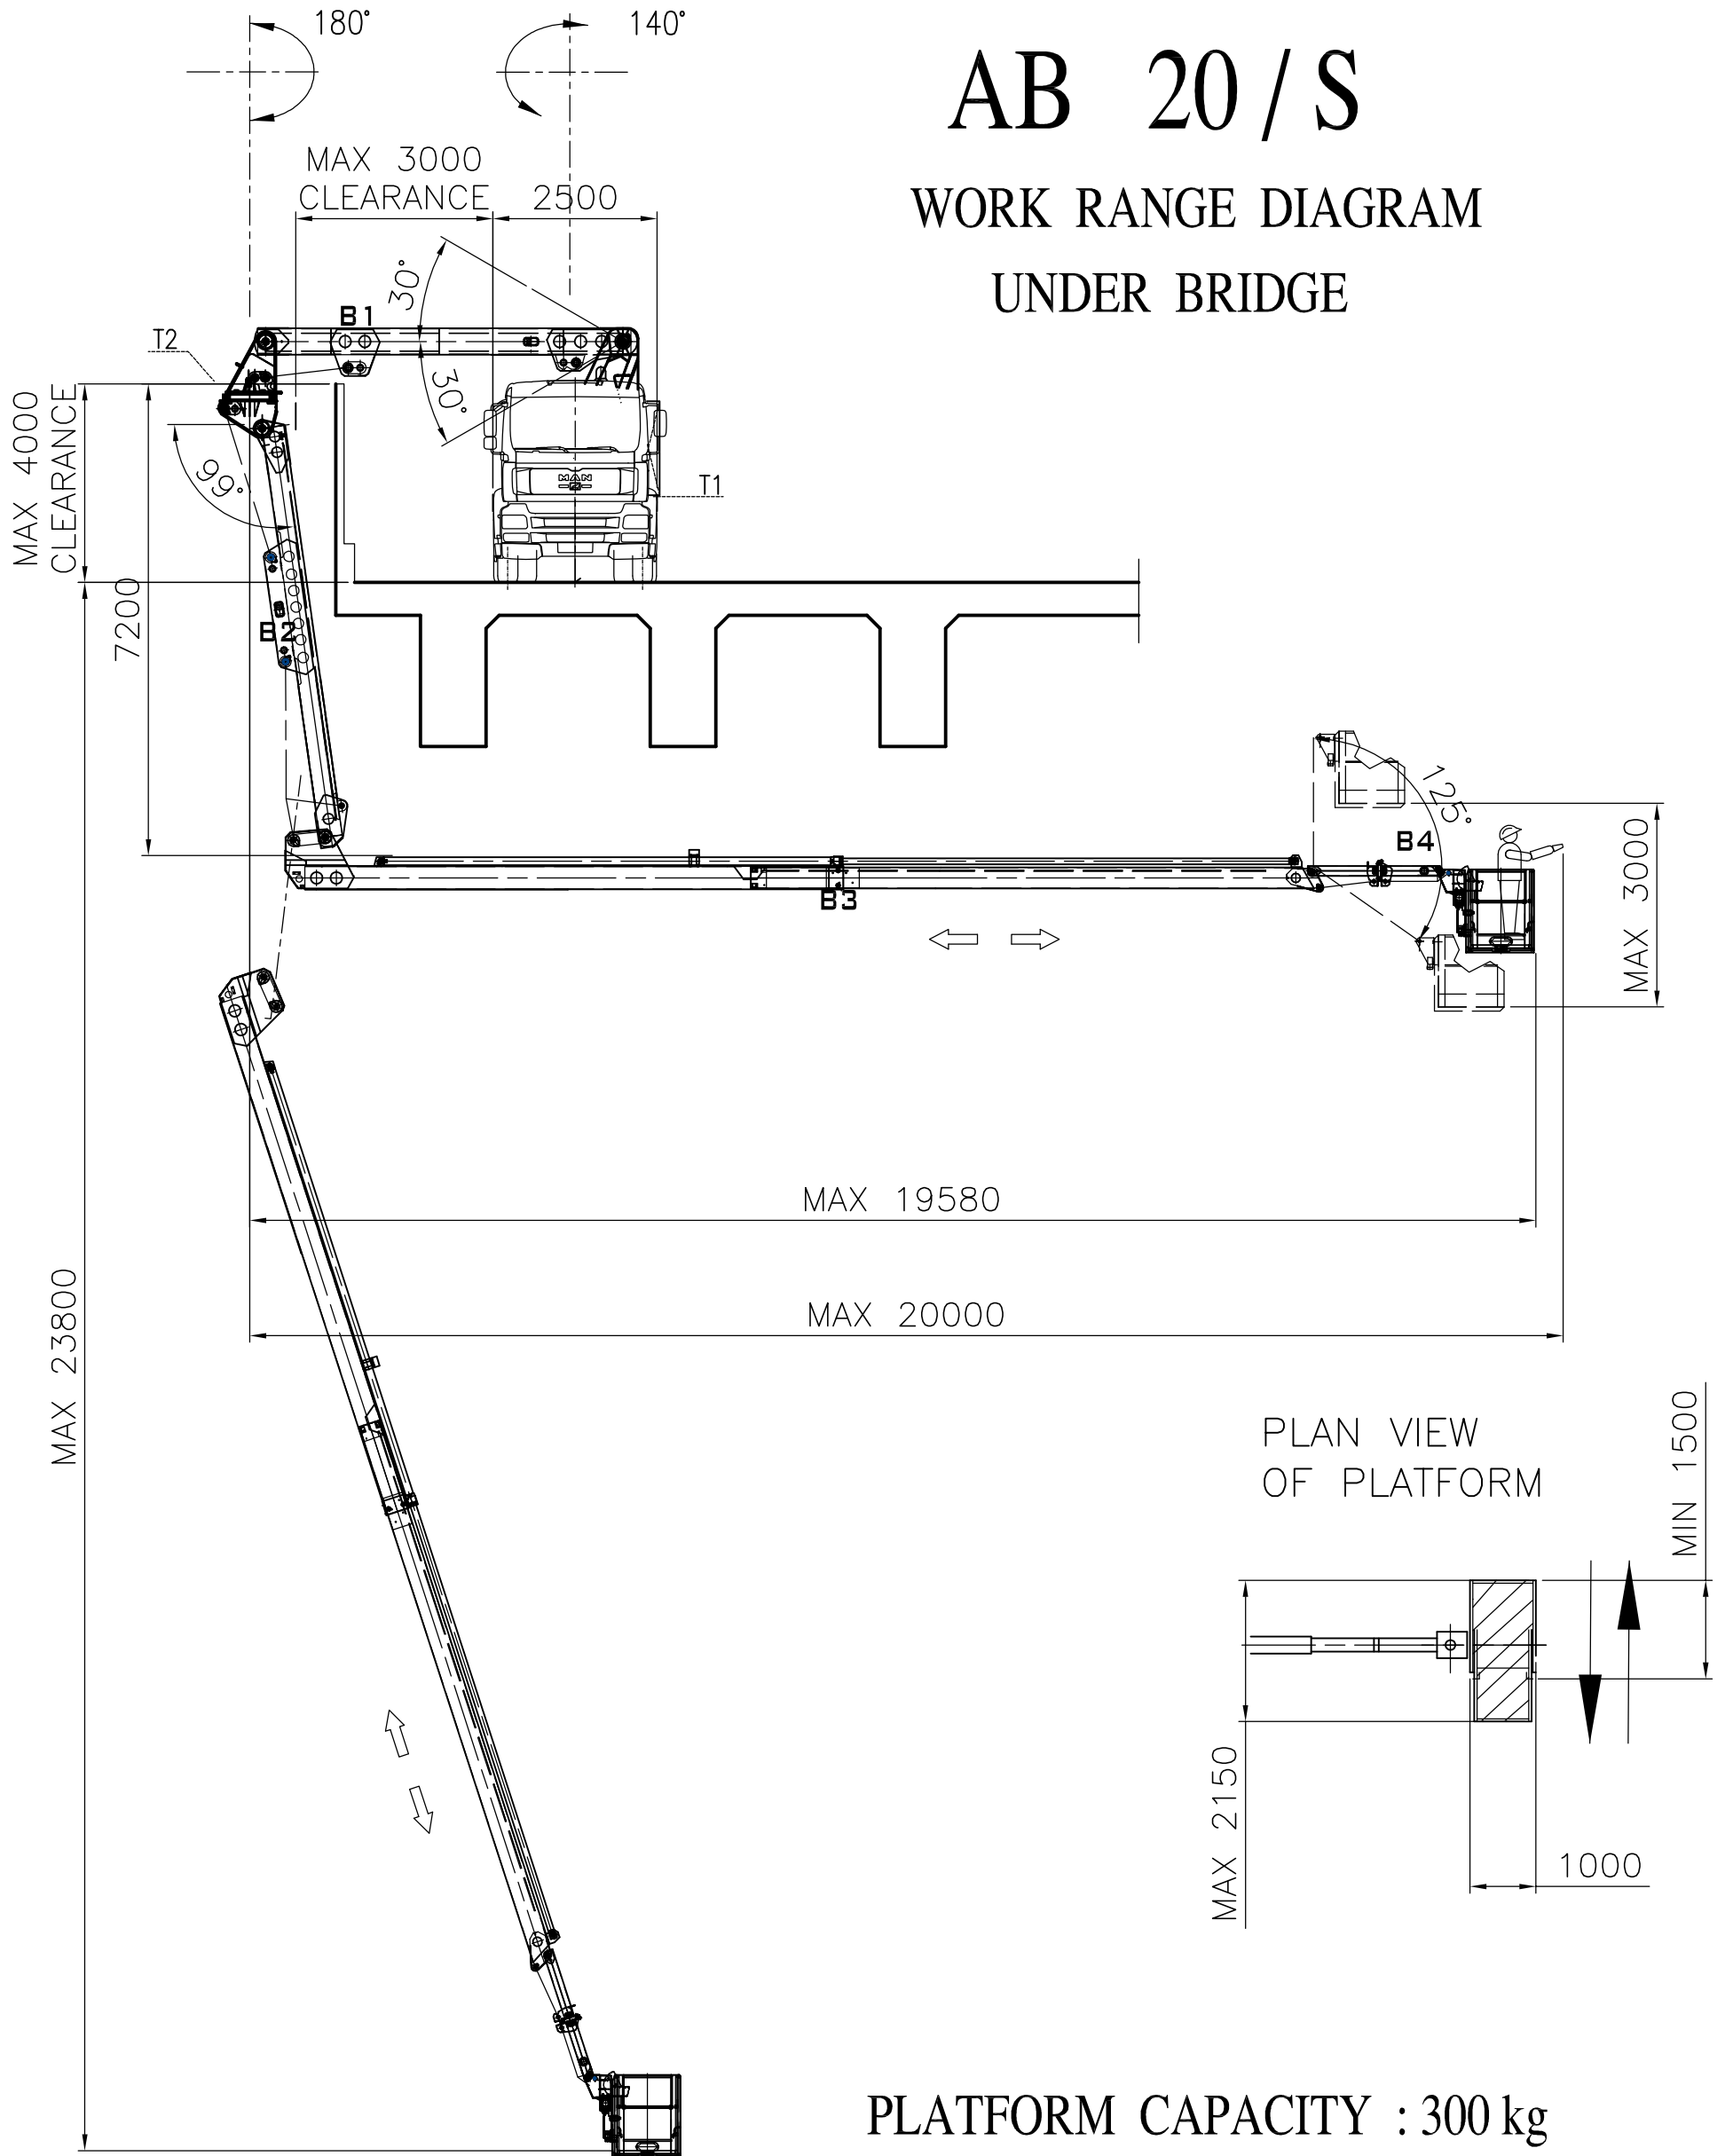 180°
140°
AB 20 / S
WORK RANGE DIAGRAM
UNDER BRIDGE
MAX 3000
CLEARANCE
2500
30°
30°
B1
T2
MAX 4000
CLEARANCE
7200
99°
MAN
T1
B2
125°
B4
B3
MAX 3000
MAX 19580
MAX 20000
MAX 23800
PLAN VIEW
OF PLATFORM
MIN 1500
MAX 2150
1000
PLATFORM CAPACITY : 300 kg